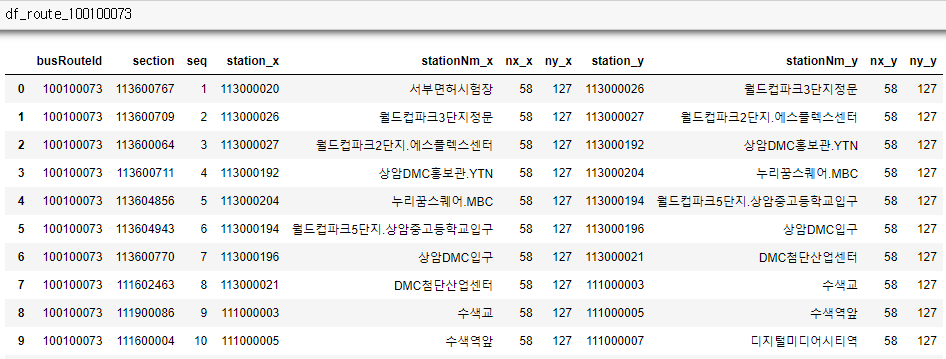 df_route_100100073
busRouteId section seq station_x stationNm_x nx_x ny_x station_y stationNm_y nx_y ny_y
0 100100073 113600767 1 113000020 서부면허시험장 58 127 113000026 월드컵파크3단지정문 58 127
1 100100073 113600709 2 113000026 월드컵파크3단지정문 58 127 113000027 월드컵파크2단지.에스플렉스센터 58 127
2 100100073 113600064 3 113000027 월드컵파크2단지.에스플렉스센터 58 127 113000192 상암DMC홍보관.YTN 58 127
3 100100073 113600711 4 113000192 상암DMC홍보관.YTN 58 127 113000204 누리꿈스퀘어.MBC 58 127
4 100100073 113604856 5 113000204 누리꿈스퀘어.MBC 58 127 113000194 월드컵파크5단지.상암중고등학교입구 58 127
5 100100073 113604943 6 113000194 월드컵파크5단지.상암중고등학교입구 58 127 113000196 상암DMC입구 58 127
6 100100073 113600770 7 113000196 상암DMC입구 58 127 113000021 DMC첨단산업센터 58 127
7 100100073 111602463 8 113000021 DMC첨단산업센터 58 127 111000003 수색교 58 127
8 100100073 111900086 9 111000003 수색교 58 127 111000005 수색역앞 58 127
9 100100073 111600004 10 111000005 수색역앞 58 127 111000007 디지털미디어시티역 58 127